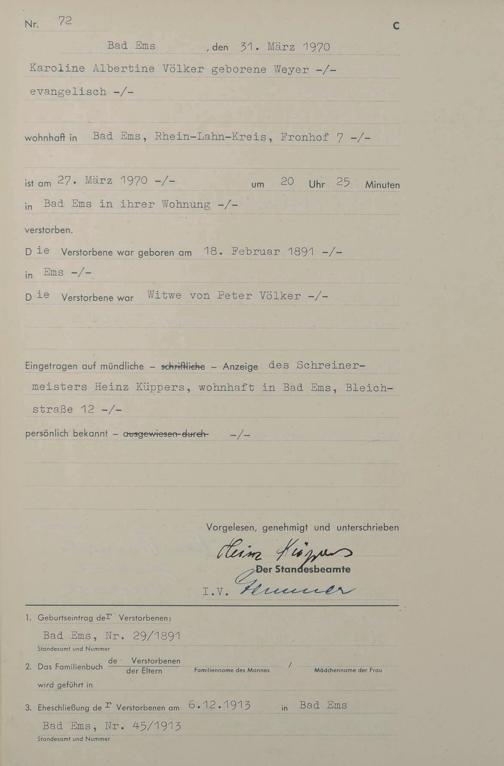 Nr. 72 C
Bad Ems , den 31. März 1970
Karoline Albertine Völker geborene Weyer -/-
evangelisch -/-
wohnhaft in Bad Ems, Rhein-Lahn-Kreis, Fronhof 7 -/-
ist am 27. März 1970 -/- um 20 Uhr 25 Minuten
in Bad Ems in ihrer Wohnung -/-
verstorben.
D ie Verstorbene war geboren am 18. Februar 1891 -/-
in Ems -/-
D ie Verstorbene war Witwe von Peter Völker -/-
Eingetragen auf mündliche – schriftliche – Anzeige des Schreiner-
meisters Heinz Küppers, wohnhaft in Bad Ems, Bleich-
straße 12 -/-
persönlich bekannt – ausgewiesen durch -/-
Vorgelesen, genehmigt und unterschrieben
Heinz Küppers
Der Standesbeamte
I.V.
1. Geburtseintrag der Verstorbenen:
Bad Ems, Nr. 29/1891
Standesamt und Nummer
2. Das Familienbuch de Verstorbenen
der Eltern Familienname des Mannes / Mädchenname der Frau
wird geführt in
3. Eheschließung der Verstorbenen am 6.12.1913 in Bad Ems
Bad Ems, Nr. 45/1913
Standesamt und Nummer